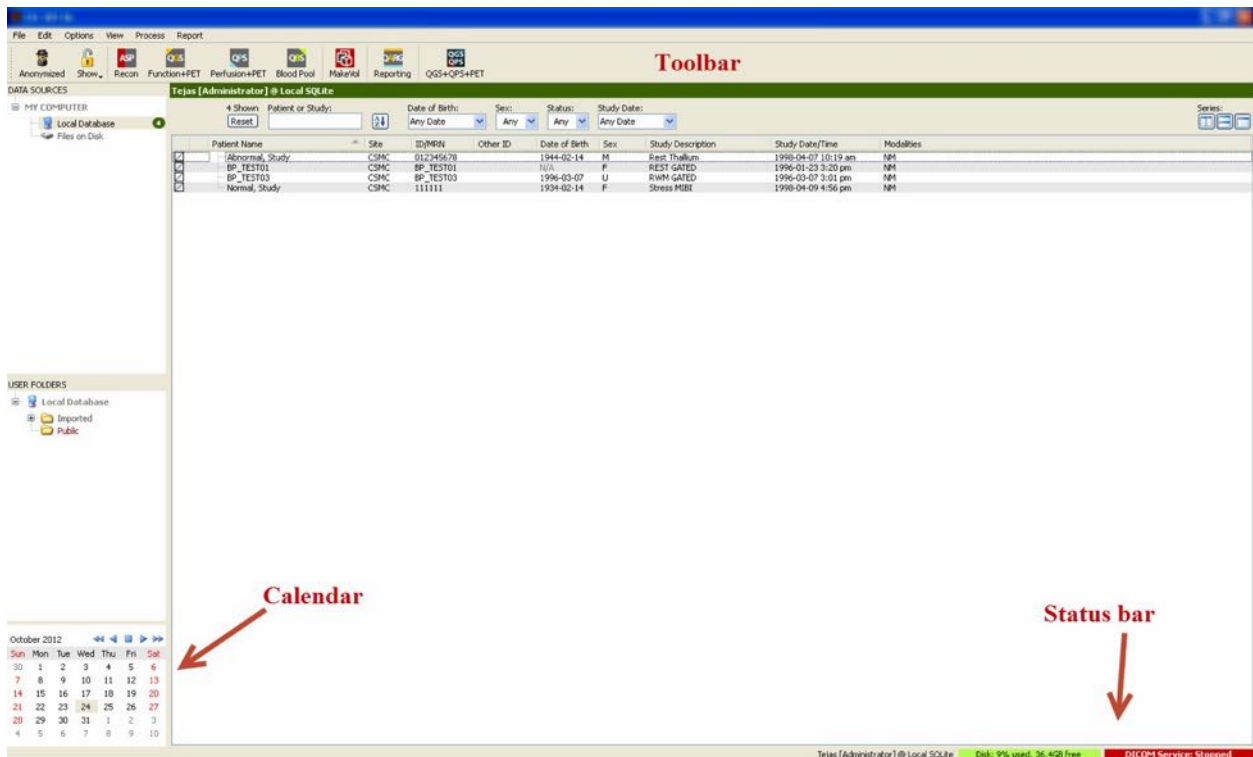 File Edit Options View Process Report
ASP QGS QPS QBS QARG QGS QPS
Anonymized Show Recon Function+PET Perfusion+PET Blood Pool MakeVol Reporting QGS+QPS+PET
Toolbar
DATA SOURCES
MY COMPUTER
Local Database 4
Files on Disk
Tejas [Administrator] @ Local SQLite
4 Shown Patient or Study: Date of Birth: Sex: Status: Study Date: Series:
Reset Any Date Any Any Any Date
Patient Name Site ID/MRN Other ID Date of Birth Sex Study Description Study Date/Time Modalities
Abnormal, Study CSMC 012345678 1944-02-14 M Rest Thallium 1998-04-07 10:19 am NM
BP_TEST01 CSMC BP_TEST01 N/A F REST GATED 1996-01-23 3:20 pm NM
BP_TEST03 CSMC BP_TEST03 1996-03-07 U RWM GATED 1996-03-07 3:01 pm NM
Normal, Study CSMC 111111 1934-02-14 F Stress MIBI 1998-04-09 4:56 pm NM
USER FOLDERS
Local Database
Imported
Public
Calendar
Status bar
October 2012
Sun Mon Tue Wed Thu Fri Sat
30 1 2 3 4 5 6
7 8 9 10 11 12 13
14 15 16 17 18 19 20
21 22 23 24 25 26 27
28 29 30 31 1 2 3
4 5 6 7 8 9 10
Tejas [Administrator] @ Local SQLite Disk: 9% used, 36.4GB free DICOM Service: Stopped